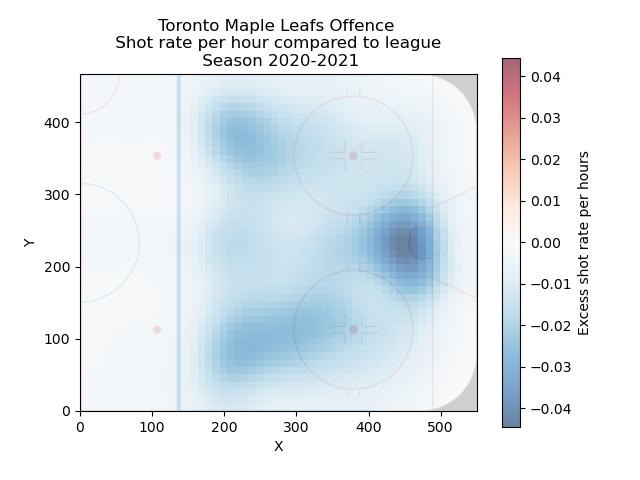 Toronto Maple Leafs Offence
Shot rate per hour compared to league
Season 2020-2021
400
300
200
100
0
Y
0 100 200 300 400 500
X
0.04
0.03
0.02
0.01
0.00
−0.01
−0.02
−0.03
−0.04
Excess shot rate per hours